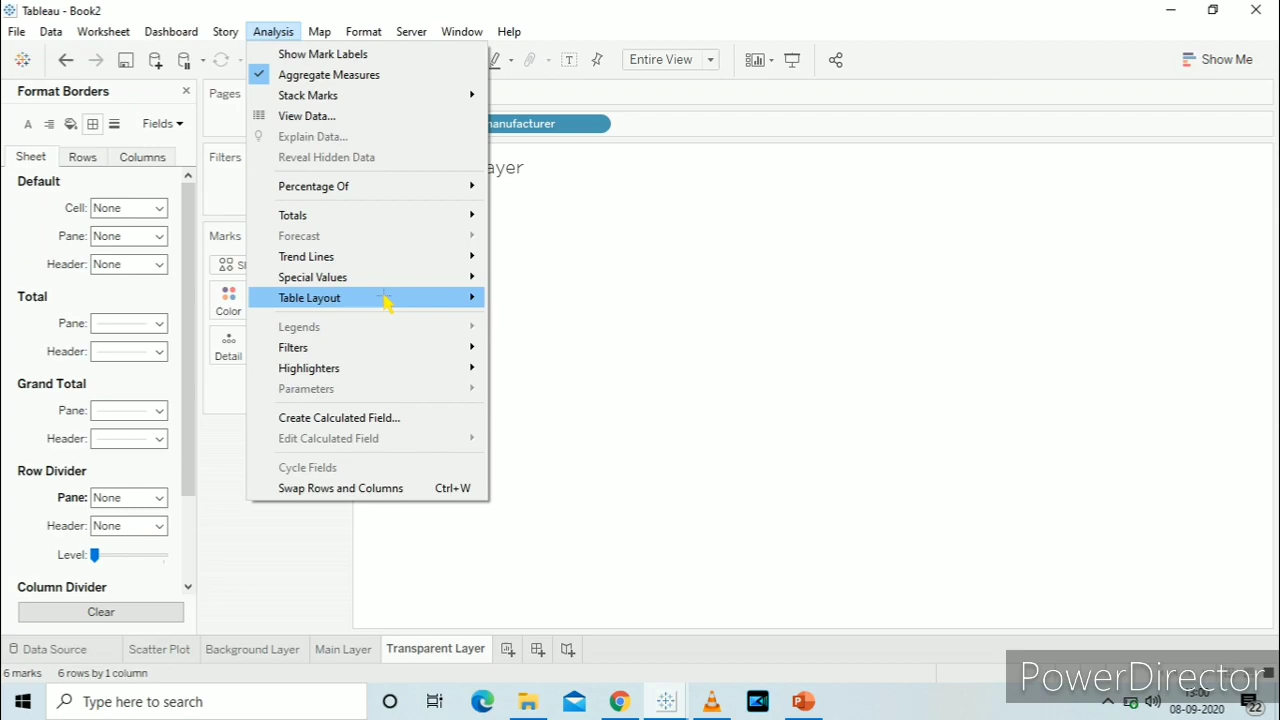 Tableau - Book2
File Data Worksheet Dashboard Story Analysis Map Format Server Window Help
Entire View
Show Me
Format Borders
Fields
Sheet Rows Columns
Default
Cell: None
Pane: None
Header: None
Total
Pane:
Header:
Grand Total
Pane:
Header:
Row Divider
Pane: None
Header: None
Level:
Column Divider
Clear
Pages
Filters
Marks
Color
Detail
Show Mark Labels
Aggregate Measures
Stack Marks
View Data...
Explain Data...
Reveal Hidden Data
Percentage Of
Totals
Forecast
Trend Lines
Special Values
Table Layout
Legends
Filters
Highlighters
Parameters
Create Calculated Field...
Edit Calculated Field
Cycle Fields
Swap Rows and Columns Ctrl+W
anufacturer
ayer
Data Source Scatter Plot Background Layer Main Layer Transparent Layer
6 marks 6 rows by 1 column
PowerDirector
Type here to search
08-09-2020
22